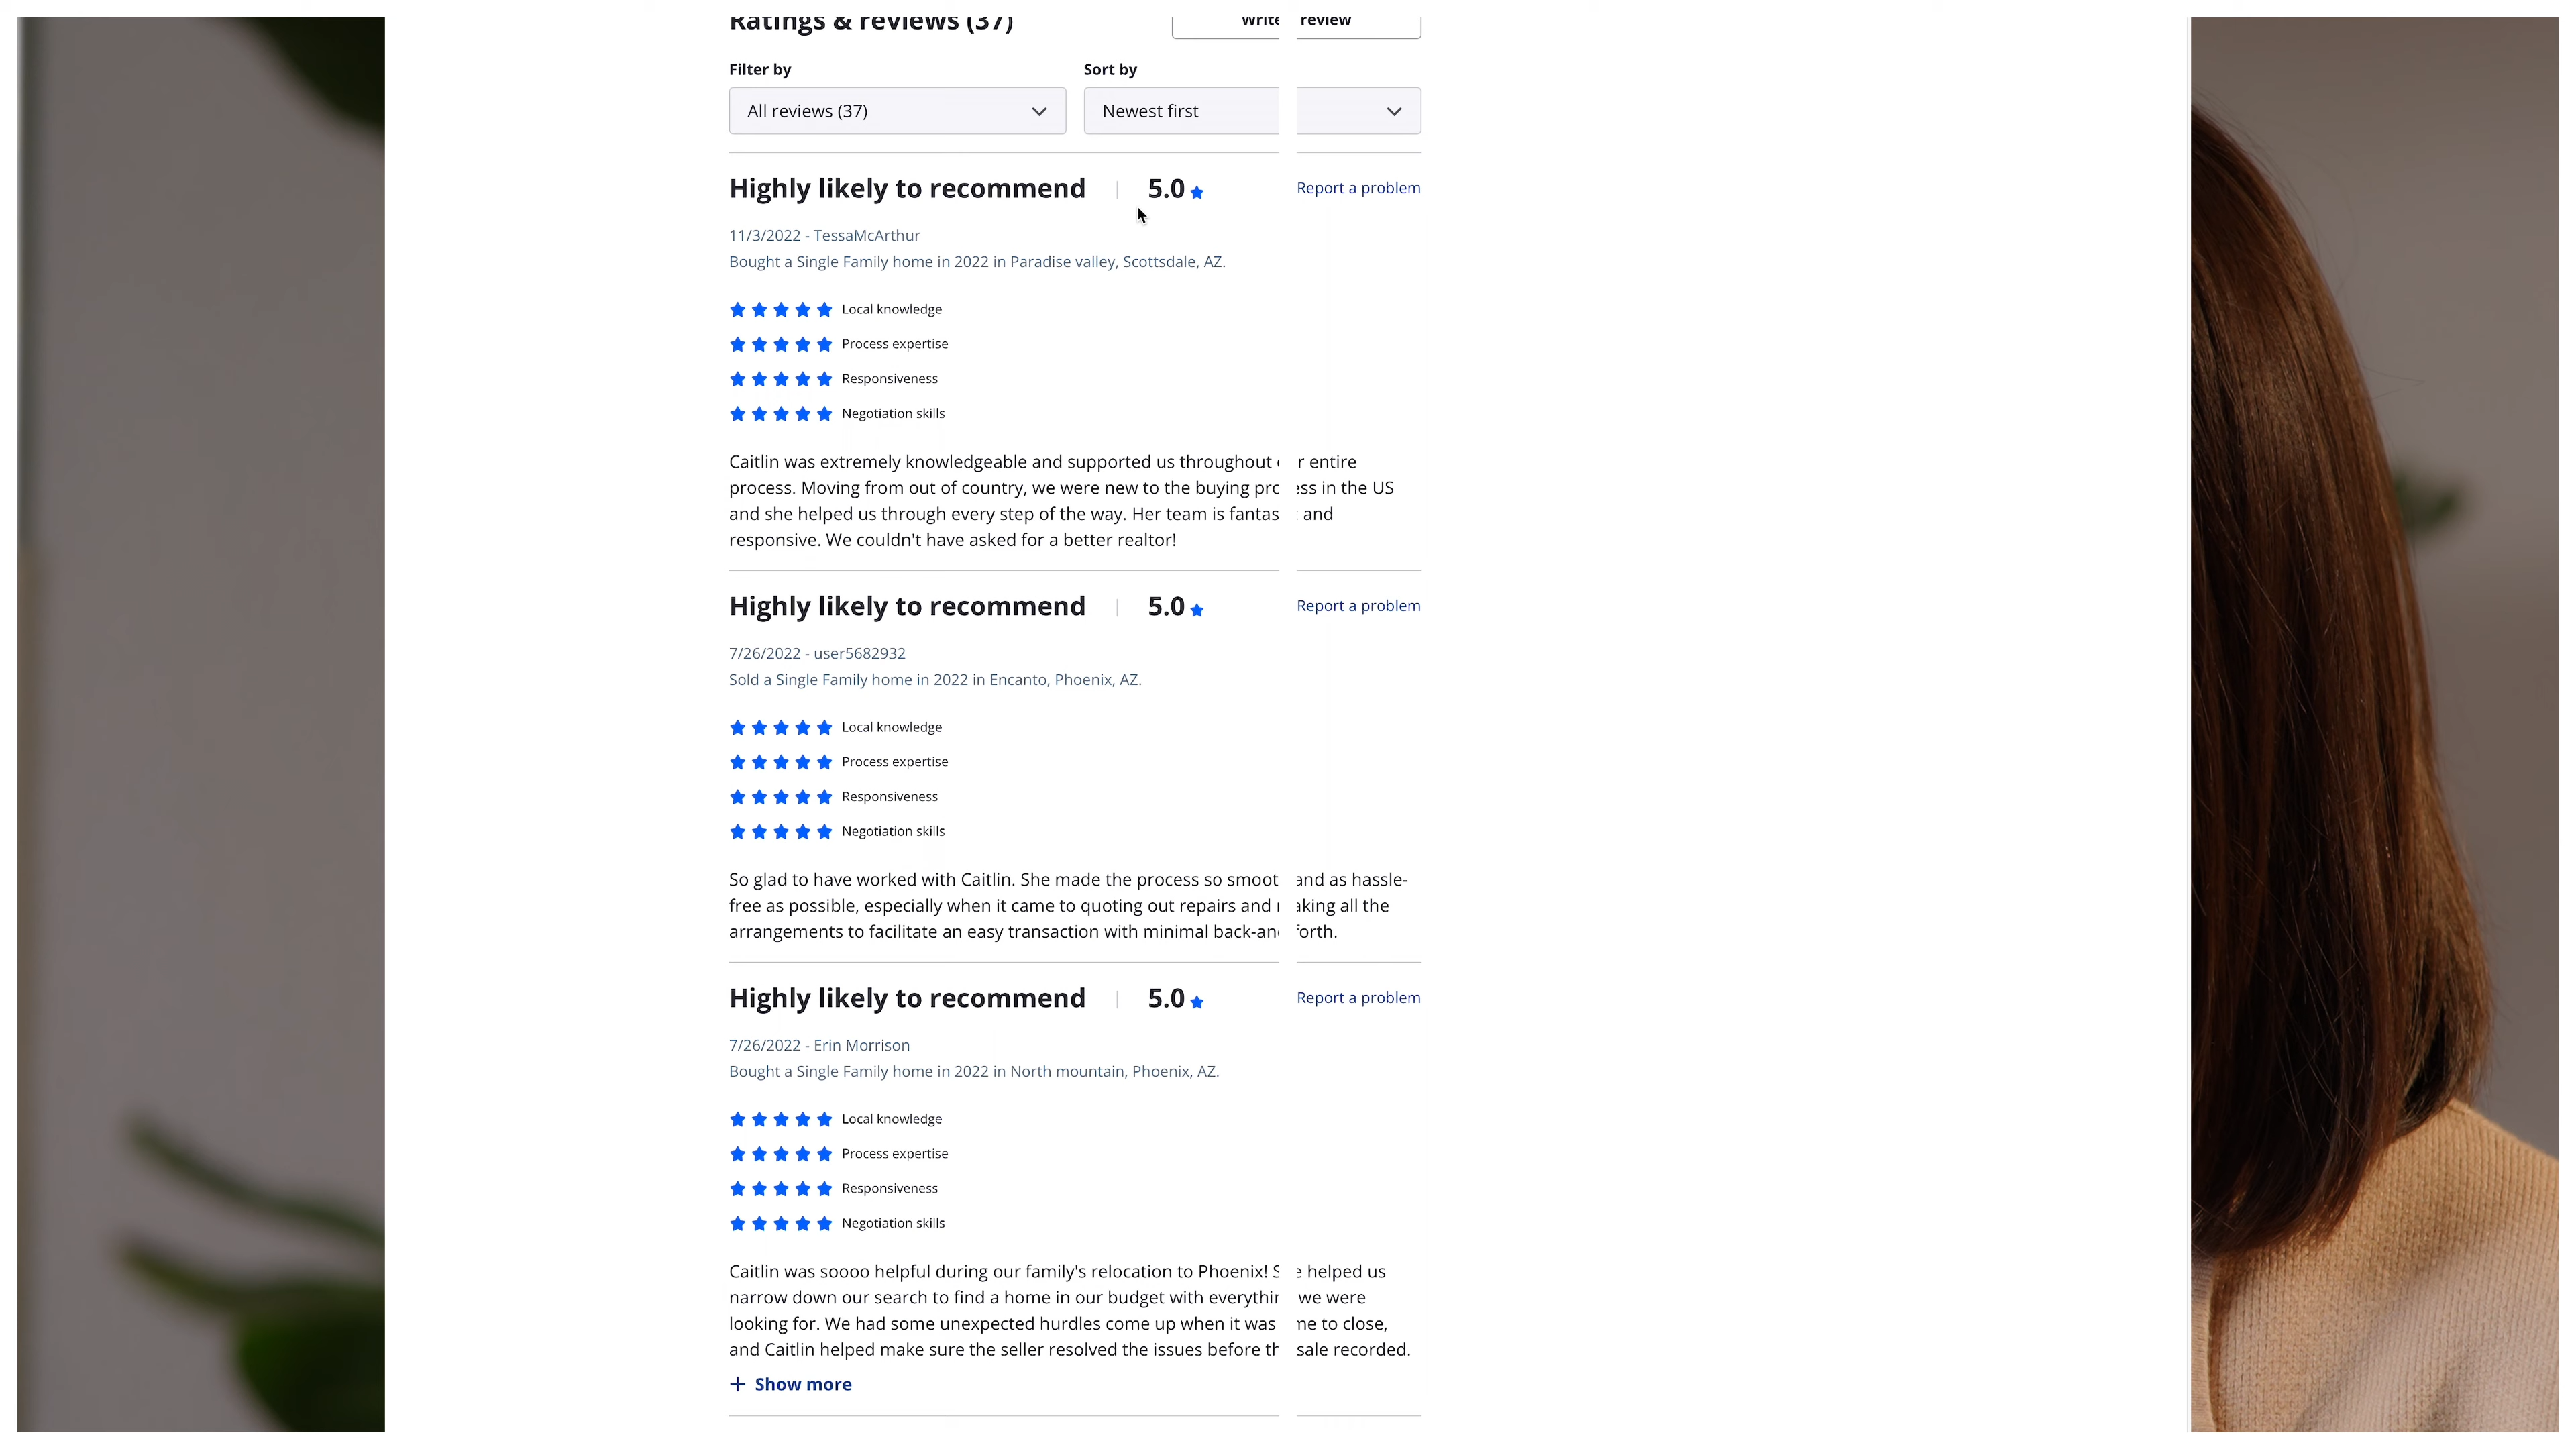 Ratings & reviews (37)
Write review
Filter by
Sort by
All reviews (37)
Newest first
Highly likely to recommend 5.0 Report a problem
11/3/2022 - TessaMcArthur
Bought a Single Family home in 2022 in Paradise valley, Scottsdale, AZ.
Local knowledge
Process expertise
Responsiveness
Negotiation skills
Caitlin was extremely knowledgeable and supported us throughout entire
process. Moving from out of country, we were new to the buying process in the US
and she helped us through every step of the way. Her team is fantastic and
responsive. We couldn't have asked for a better realtor!
Highly likely to recommend 5.0 Report a problem
7/26/2022 - user5682932
Sold a Single Family home in 2022 in Encanto, Phoenix, AZ.
Local knowledge
Process expertise
Responsiveness
Negotiation skills
So glad to have worked with Caitlin. She made the process so smooth and as hassle-
free as possible, especially when it came to quoting out repairs and making all the
arrangements to facilitate an easy transaction with minimal back-and-forth.
Highly likely to recommend 5.0 Report a problem
7/26/2022 - Erin Morrison
Bought a Single Family home in 2022 in North mountain, Phoenix, AZ.
Local knowledge
Process expertise
Responsiveness
Negotiation skills
Caitlin was soooo helpful during our family's relocation to Phoenix! She helped us
narrow down our search to find a home in our budget with everything we were
looking for. We had some unexpected hurdles come up when it was time to close,
and Caitlin helped make sure the seller resolved the issues before the sale recorded.
+ Show more